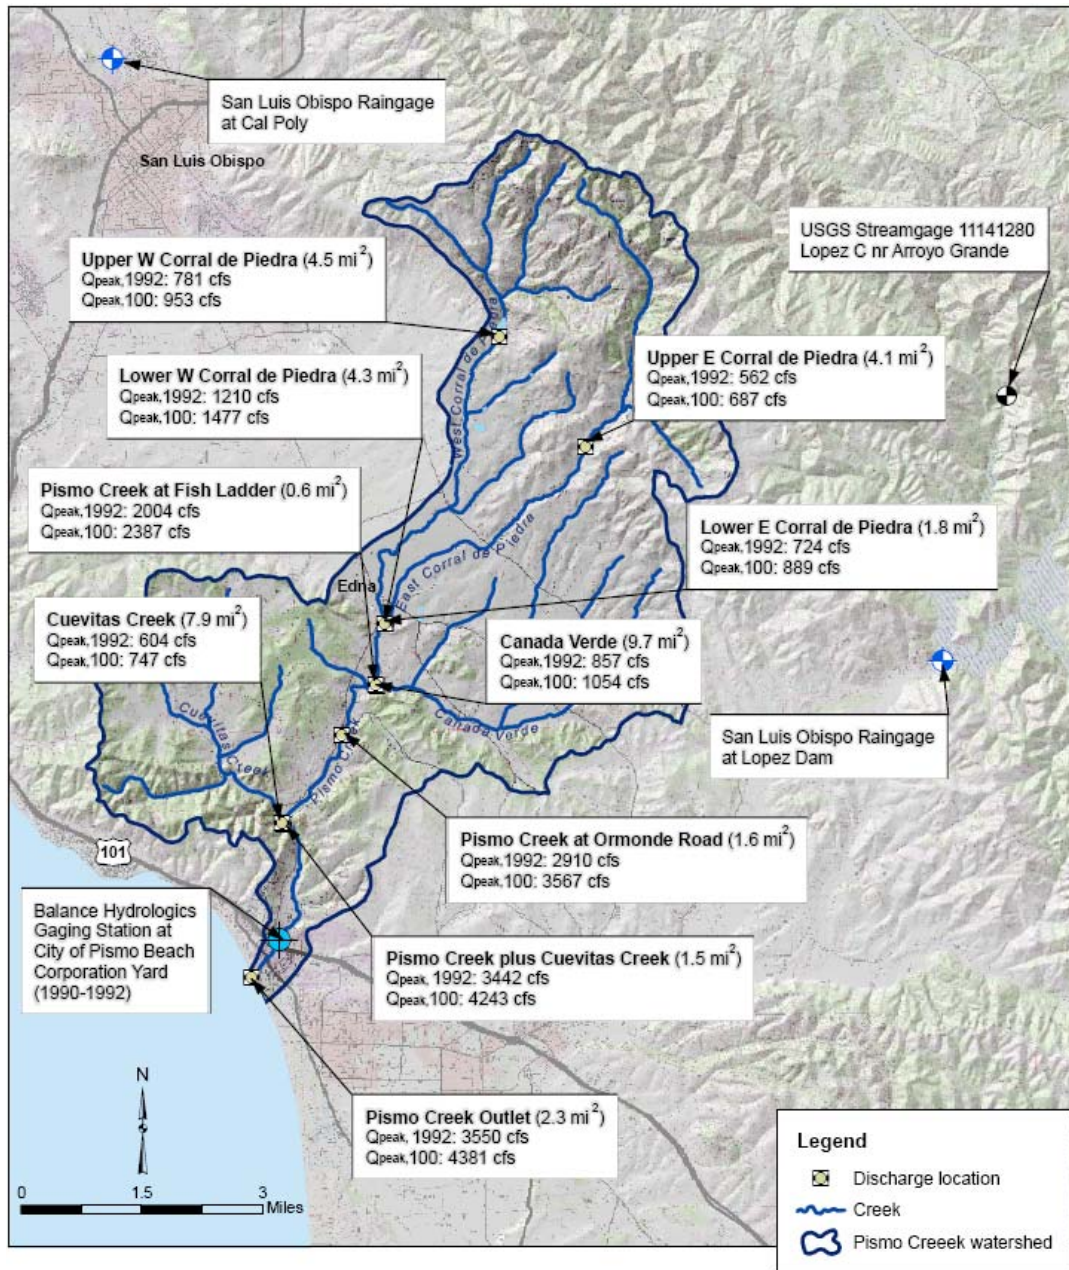 San Luis Obispo Raingage
at Cal Poly
San Luis Obispo
USGS Streamgage 11141280
Lopez C nr Arroyo Grande
Upper W Corral de Piedra (4.5 mi²)
Qpeak,1992: 781 cfs
Qpeak,100: 953 cfs
West Corral de Piedra
Upper E Corral de Piedra (4.1 mi²)
Qpeak,1992: 562 cfs
Qpeak,100: 687 cfs
Lower W Corral de Piedra (4.3 mi²)
Qpeak,1992: 1210 cfs
Qpeak,100: 1477 cfs
Pismo Creek at Fish Ladder (0.6 mi²)
Qpeak,1992: 2004 cfs
Qpeak,100: 2387 cfs
Lower E Corral de Piedra (1.8 mi²)
Qpeak,1992: 724 cfs
Qpeak,100: 889 cfs
East Corral de Piedra
Edna
Cuevitas Creek (7.9 mi²)
Qpeak,1992: 604 cfs
Qpeak,100: 747 cfs
Canada Verde (9.7 mi²)
Qpeak,1992: 857 cfs
Qpeak,100: 1054 cfs
Cuevitas Creek
Canada Verde
Pismo Creek
San Luis Obispo Raingage
at Lopez Dam
Pismo Creek at Ormonde Road (1.6 mi²)
Qpeak,1992: 2910 cfs
Qpeak,100: 3567 cfs
101
Balance Hydrologics
Gaging Station at
City of Pismo Beach
Corporation Yard
(1990-1992)
Pismo Creek plus Cuevitas Creek (1.5 mi²)
Qpeak, 1992: 3442 cfs
Qpeak,100: 4243 cfs
N
Pismo Creek Outlet (2.3 mi²)
Qpeak, 1992: 3550 cfs
Qpeak,100: 4381 cfs
0 1.5 3
Miles
Legend
Discharge location
Creek
Pismo Creeek watershed